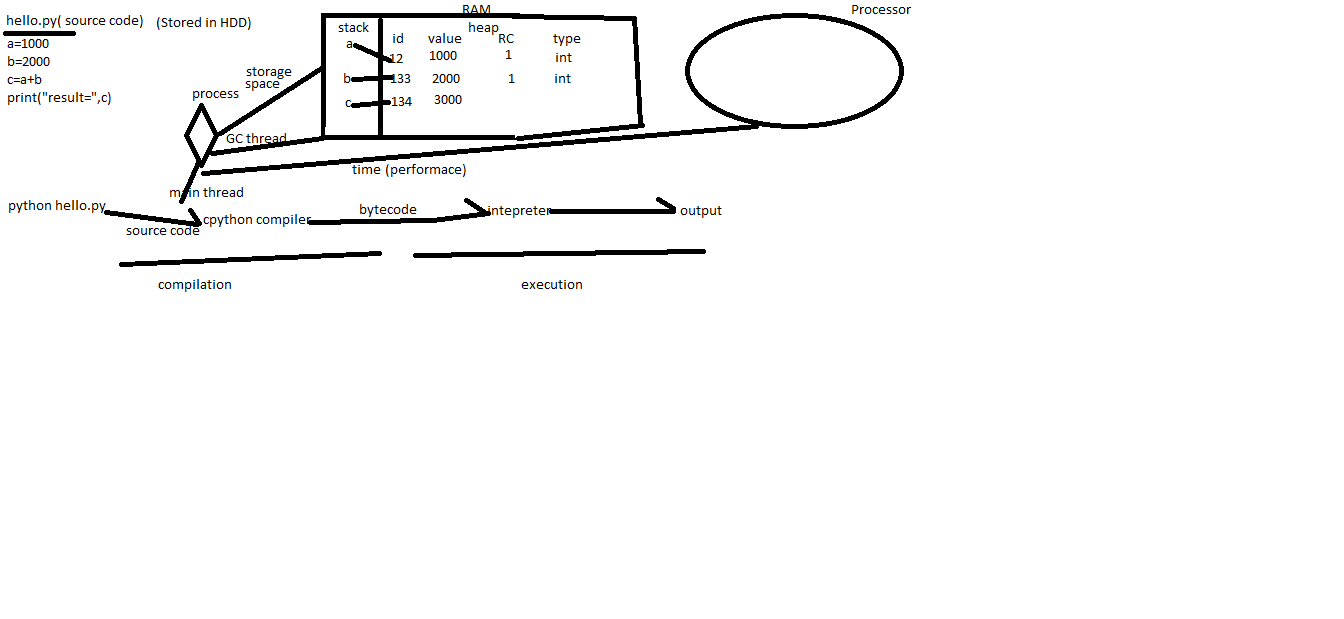 hello.py( source code) (Stored in HDD)
a=1000
b=2000
c=a+b
print("result=",c)
RAM
Processor
stack
heap
id value RC type
a 12 1000 1 int
b 133 2000 1 int
c 134 3000
storage
space
process
GC thread
time (performace)
main thread
python hello.py
source code
cpython compiler
bytecode
intepreter
output
compilation
execution